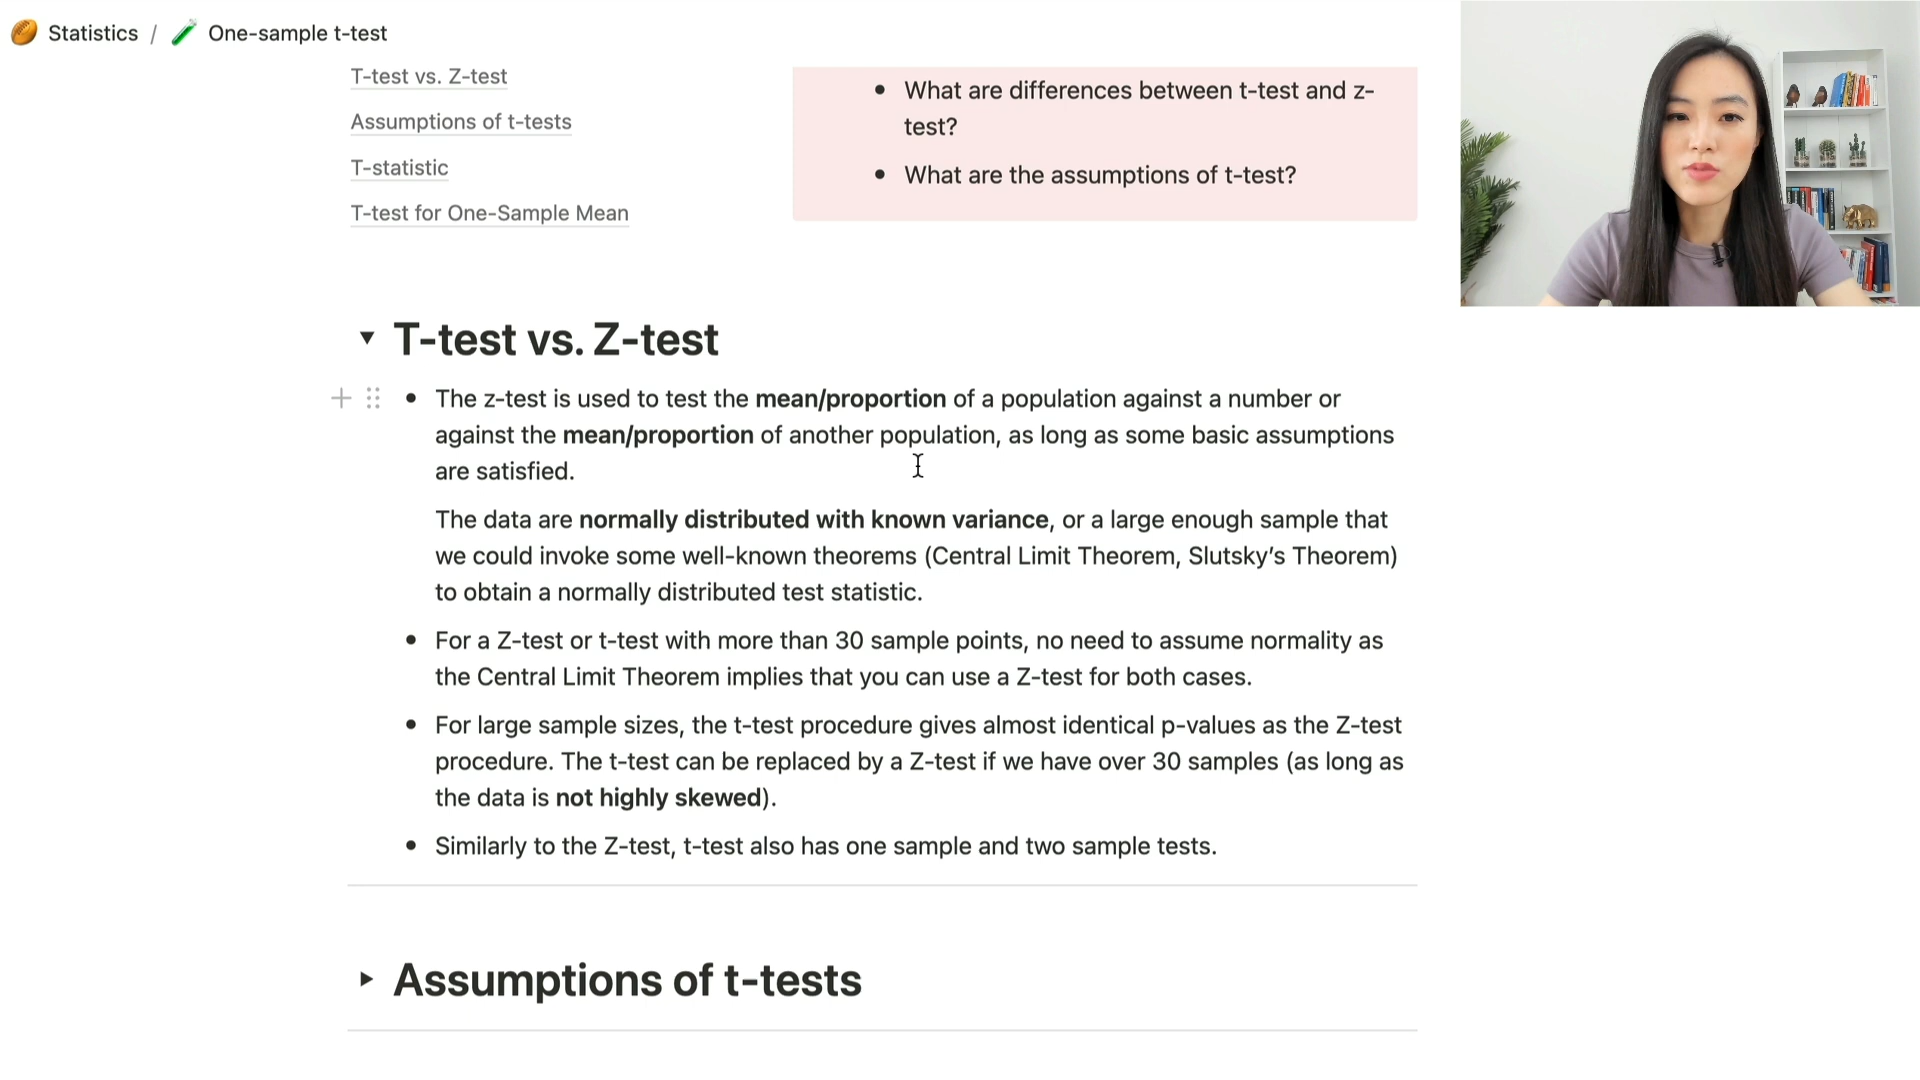 Statistics / One-sample t-test
T-test vs. Z-test
Assumptions of t-tests
T-statistic
T-test for One-Sample Mean
• What are differences between t-test and z-
test?
• What are the assumptions of t-test?
T-test vs. Z-test
• The z-test is used to test the mean/proportion of a population against a number or
against the mean/proportion of another population, as long as some basic assumptions
are satisfied.
The data are normally distributed with known variance, or a large enough sample that
we could invoke some well-known theorems (Central Limit Theorem, Slutsky’s Theorem)
to obtain a normally distributed test statistic.
• For a Z-test or t-test with more than 30 sample points, no need to assume normality as
the Central Limit Theorem implies that you can use a Z-test for both cases.
• For large sample sizes, the t-test procedure gives almost identical p-values as the Z-test
procedure. The t-test can be replaced by a Z-test if we have over 30 samples (as long as
the data is not highly skewed).
• Similarly to the Z-test, t-test also has one sample and two sample tests.
Assumptions of t-tests